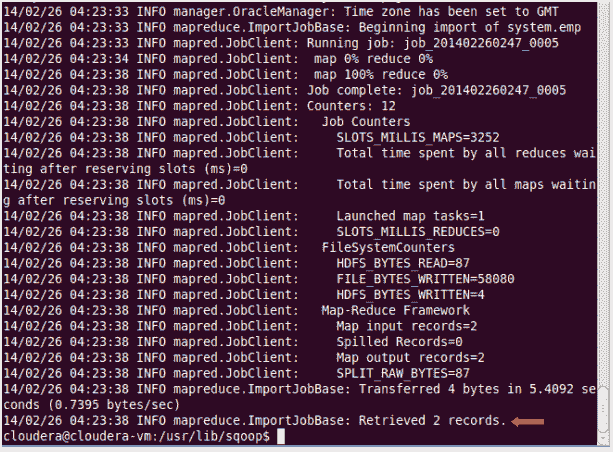 14/02/26 04:23:33 INFO manager.OracleManager: Time zone has been set to GMT
14/02/26 04:23:33 INFO mapreduce.ImportJobBase: Beginning import of system.emp
14/02/26 04:23:33 INFO mapred.JobClient: Running job: job_201402260247_0005
14/02/26 04:23:34 INFO mapred.JobClient:  map 0% reduce 0%
14/02/26 04:23:38 INFO mapred.JobClient:  map 100% reduce 0%
14/02/26 04:23:38 INFO mapred.JobClient: Job complete: job_201402260247_0005
14/02/26 04:23:38 INFO mapred.JobClient: Counters: 12
14/02/26 04:23:38 INFO mapred.JobClient:   Job Counters
14/02/26 04:23:38 INFO mapred.JobClient:     SLOTS_MILLIS_MAPS=3252
14/02/26 04:23:38 INFO mapred.JobClient:     Total time spent by all reduces wai
ting after reserving slots (ms)=0
14/02/26 04:23:38 INFO mapred.JobClient:     Total time spent by all maps waitin
g after reserving slots (ms)=0
14/02/26 04:23:38 INFO mapred.JobClient:     Launched map tasks=1
14/02/26 04:23:38 INFO mapred.JobClient:     SLOTS_MILLIS_REDUCES=0
14/02/26 04:23:38 INFO mapred.JobClient:   FileSystemCounters
14/02/26 04:23:38 INFO mapred.JobClient:     HDFS_BYTES_READ=87
14/02/26 04:23:38 INFO mapred.JobClient:     FILE_BYTES_WRITTEN=58080
14/02/26 04:23:38 INFO mapred.JobClient:     HDFS_BYTES_WRITTEN=4
14/02/26 04:23:38 INFO mapred.JobClient:   Map-Reduce Framework
14/02/26 04:23:38 INFO mapred.JobClient:     Map input records=2
14/02/26 04:23:38 INFO mapred.JobClient:     Spilled Records=0
14/02/26 04:23:38 INFO mapred.JobClient:     Map output records=2
14/02/26 04:23:38 INFO mapred.JobClient:     SPLIT_RAW_BYTES=87
14/02/26 04:23:38 INFO mapreduce.ImportJobBase: Transferred 4 bytes in 5.4092 se
conds (0.7395 bytes/sec)
14/02/26 04:23:38 INFO mapreduce.ImportJobBase: Retrieved 2 records.
cloudera@cloudera-vm:/usr/lib/sqoop$